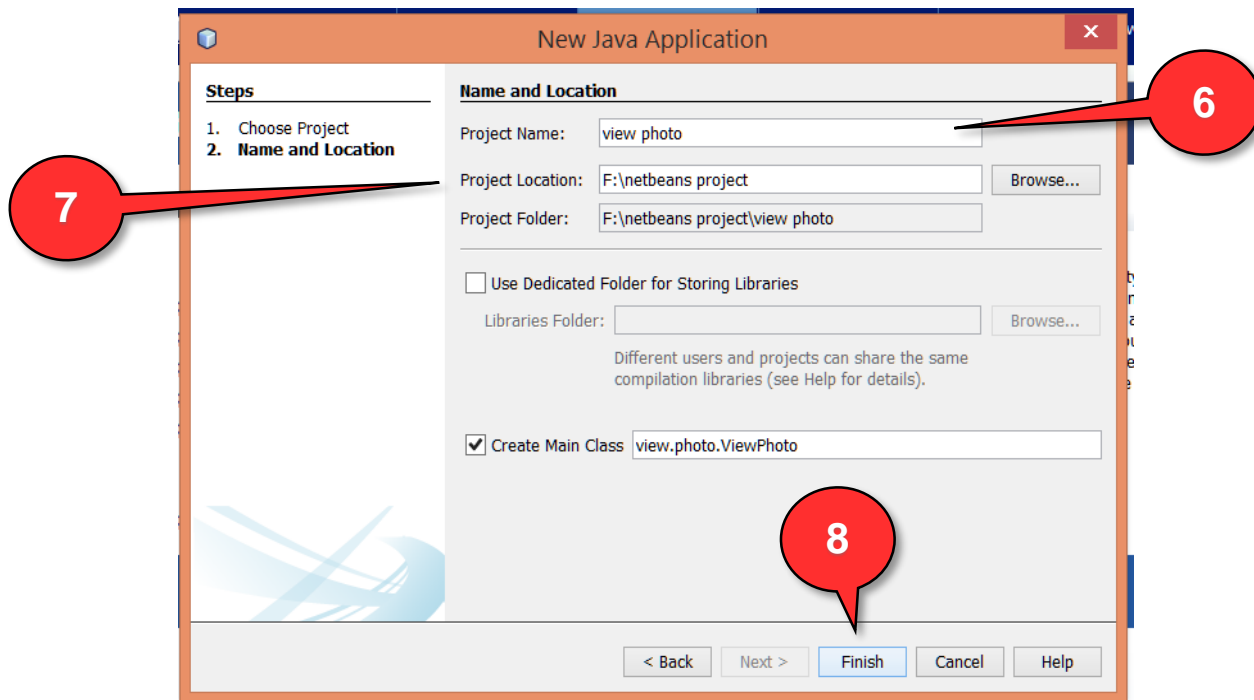 New Java Application
Steps
1. Choose Project
2. Name and Location
Name and Location
Project Name: view photo
6
Project Location: F:\netbeans project Browse...
7
Project Folder: F:\netbeans project\view photo
Use Dedicated Folder for Storing Libraries
Libraries Folder: Browse...
Different users and projects can share the same
compilation libraries (see Help for details).
Create Main Class view.photo.ViewPhoto
8
< Back Next > Finish Cancel Help